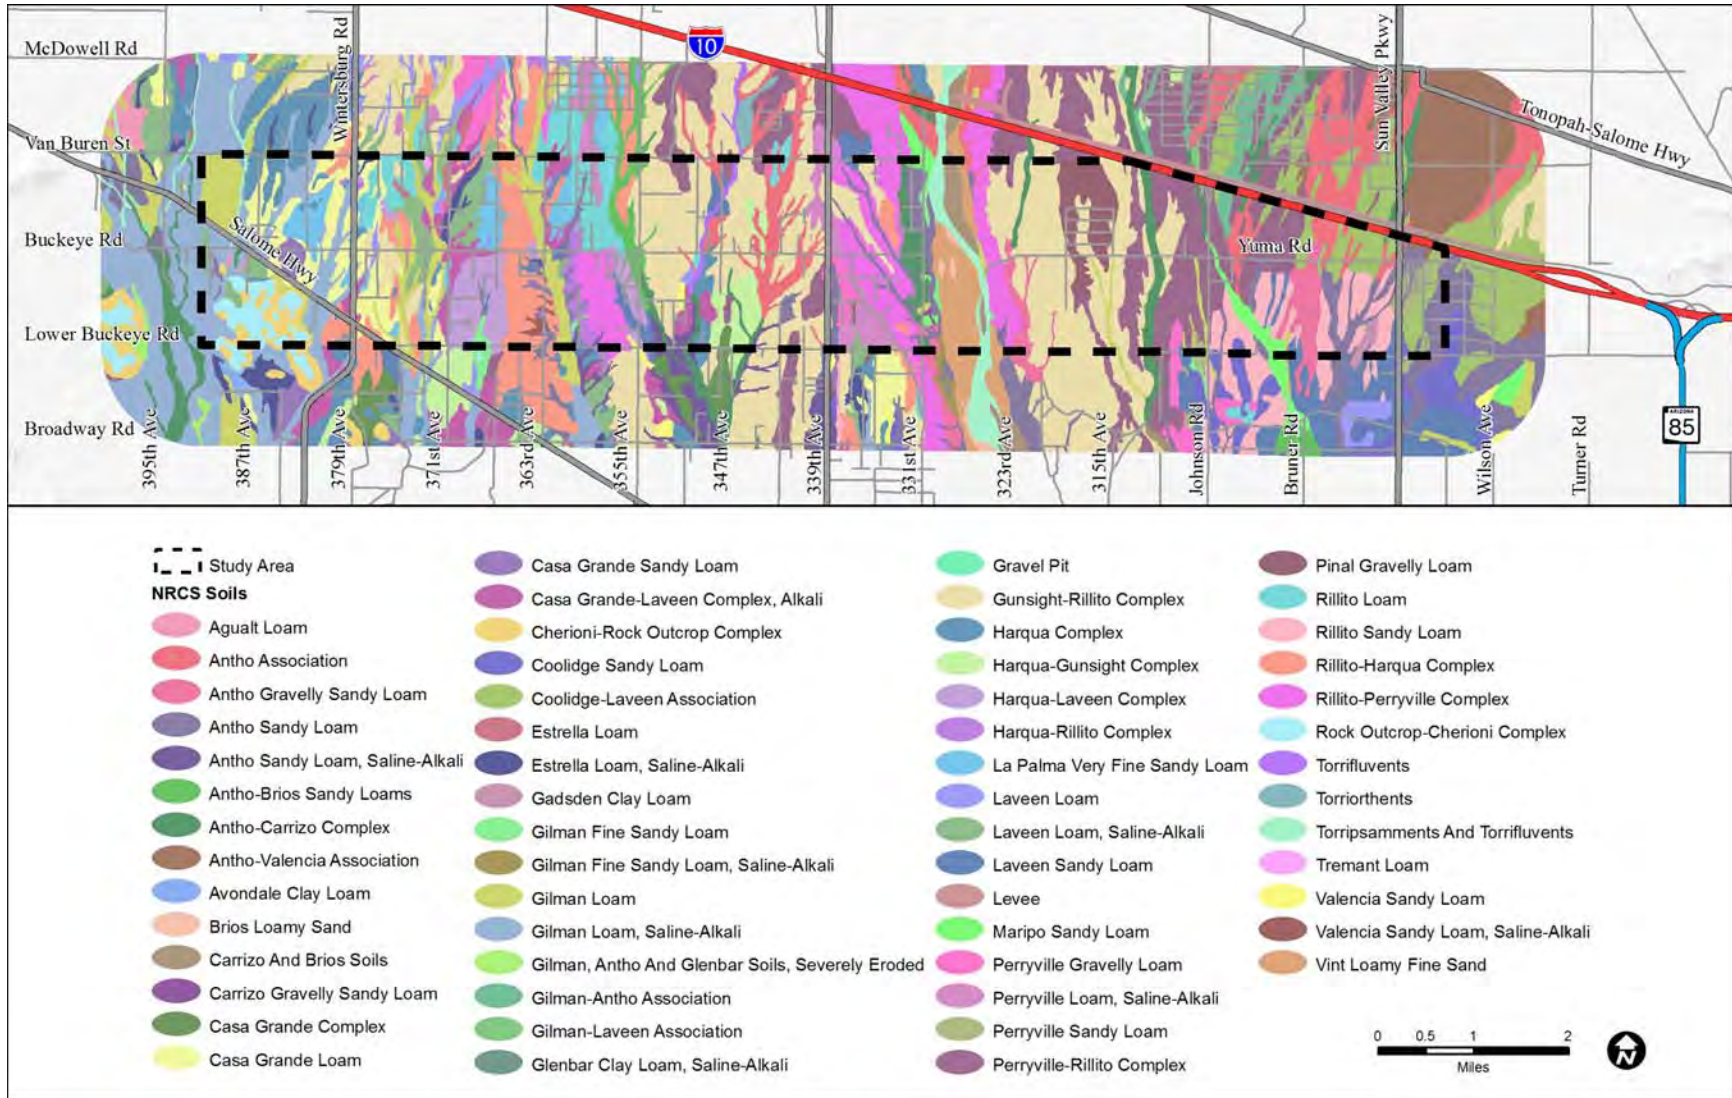 McDowell Rd
Wintersburg Rd
10
Sun Valley Pkwy
Tonopah-Salome Hwy
Van Buren St
Buckeye Rd
Salome Hwy
Yuma Rd
Lower Buckeye Rd
Broadway Rd
395th Ave
387th Ave
379th Ave
371st Ave
363rd Ave
355th Ave
347th Ave
339th Ave
331st Ave
323rd Ave
315th Ave
Johnson Rd
Bruner Rd
Wilson Ave
Turner Rd
ARIZONA
85
Study Area
NRCS Soils
Agualt Loam
Antho Association
Antho Gravelly Sandy Loam
Antho Sandy Loam
Antho Sandy Loam, Saline-Alkali
Antho-Brios Sandy Loams
Antho-Carrizo Complex
Antho-Valencia Association
Avondale Clay Loam
Brios Loamy Sand
Carrizo And Brios Soils
Carrizo Gravelly Sandy Loam
Casa Grande Complex
Casa Grande Loam
Casa Grande Sandy Loam
Casa Grande-Laveen Complex, Alkali
Cherioni-Rock Outcrop Complex
Coolidge Sandy Loam
Coolidge-Laveen Association
Estrella Loam
Estrella Loam, Saline-Alkali
Gadsden Clay Loam
Gilman Fine Sandy Loam
Gilman Fine Sandy Loam, Saline-Alkali
Gilman Loam
Gilman Loam, Saline-Alkali
Gilman, Antho And Glenbar Soils, Severely Eroded
Gilman-Antho Association
Gilman-Laveen Association
Glenbar Clay Loam, Saline-Alkali
Gravel Pit
Gunsight-Rillito Complex
Harqua Complex
Harqua-Gunsight Complex
Harqua-Laveen Complex
Harqua-Rillito Complex
La Palma Very Fine Sandy Loam
Laveen Loam
Laveen Loam, Saline-Alkali
Laveen Sandy Loam
Levee
Maripo Sandy Loam
Perryville Gravelly Loam
Perryville Loam, Saline-Alkali
Perryville Sandy Loam
Perryville-Rillito Complex
Pinal Gravelly Loam
Rillito Loam
Rillito Sandy Loam
Rillito-Harqua Complex
Rillito-Perryville Complex
Rock Outcrop-Cherioni Complex
Torrifluvents
Torriorthents
Torripsamments And Torrifluvents
Tremant Loam
Valencia Sandy Loam
Valencia Sandy Loam, Saline-Alkali
Vint Loamy Fine Sand
0 0.5 1 2
Miles
N